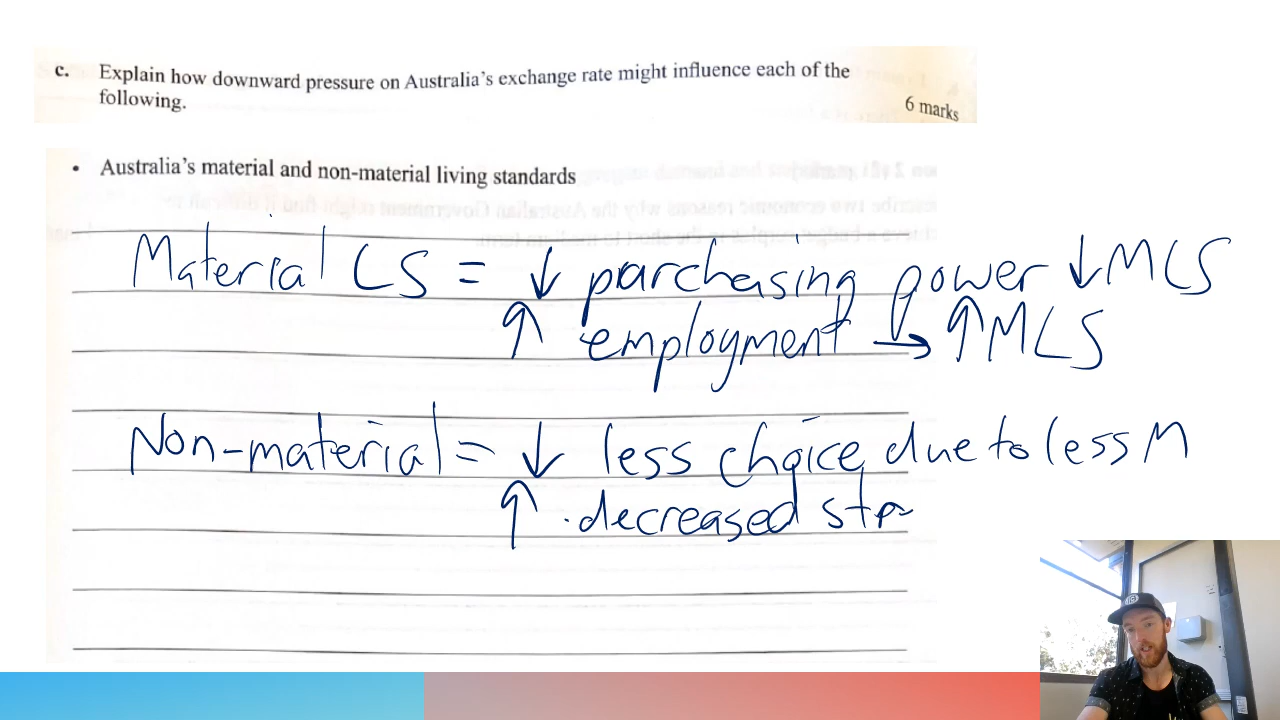 c. Explain how downward pressure on Australia's exchange rate might influence each of the
following.
6 marks
• Australia's material and non-material living standards
Material LS = ↓ purchasing power ↓ MLS
↑ employment → ↑ MLS
Non-material = ↓ less choice due to less M
↑ . decreased